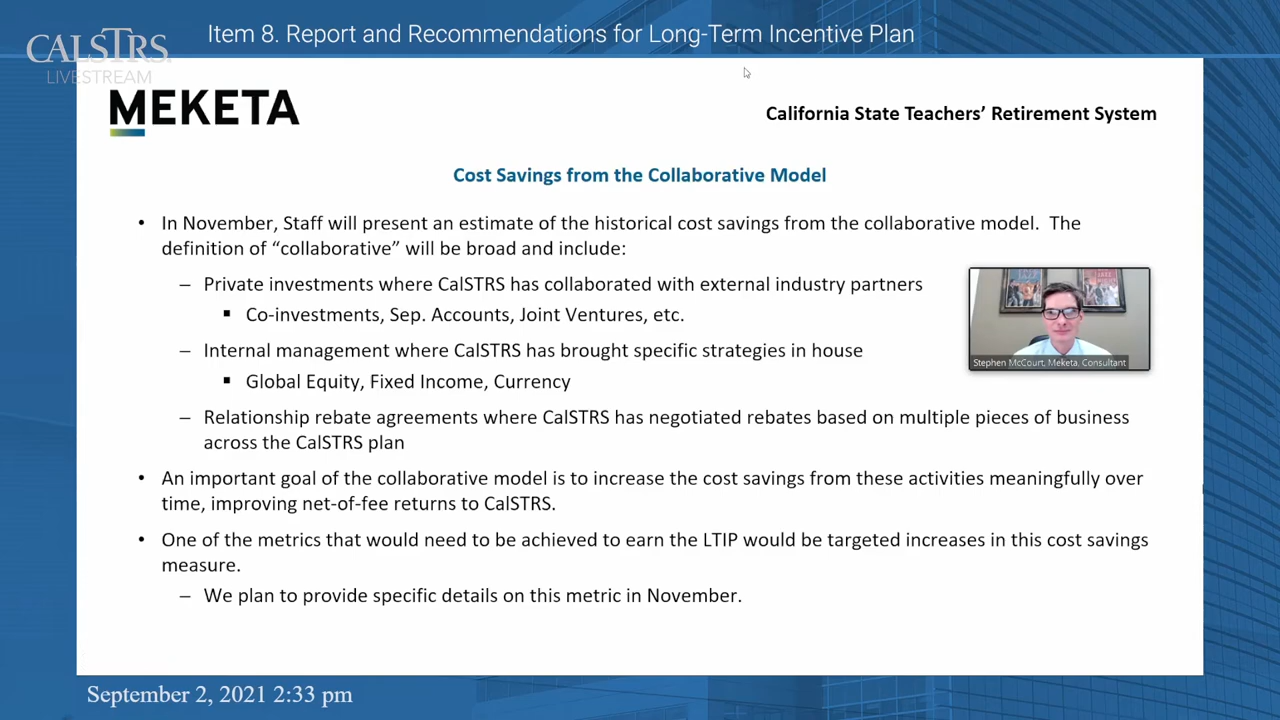 Item 8. Report and Recommendations for Long-Term Incentive Plan
CALSTRS
LIVESTREAM
MEKETA
California State Teachers’ Retirement System
Cost Savings from the Collaborative Model
• In November, Staff will present an estimate of the historical cost savings from the collaborative model. The
definition of “collaborative” will be broad and include:
– Private investments where CalSTRS has collaborated with external industry partners
▪ Co-investments, Sep. Accounts, Joint Ventures, etc.
– Internal management where CalSTRS has brought specific strategies in house
▪ Global Equity, Fixed Income, Currency
Stephen McCourt, Meketa. Consultant
– Relationship rebate agreements where CalSTRS has negotiated rebates based on multiple pieces of business
across the CalSTRS plan
• An important goal of the collaborative model is to increase the cost savings from these activities meaningfully over
time, improving net-of-fee returns to CalSTRS.
• One of the metrics that would need to be achieved to earn the LTIP would be targeted increases in this cost savings
measure.
– We plan to provide specific details on this metric in November.
September 2, 2021 2:33 pm